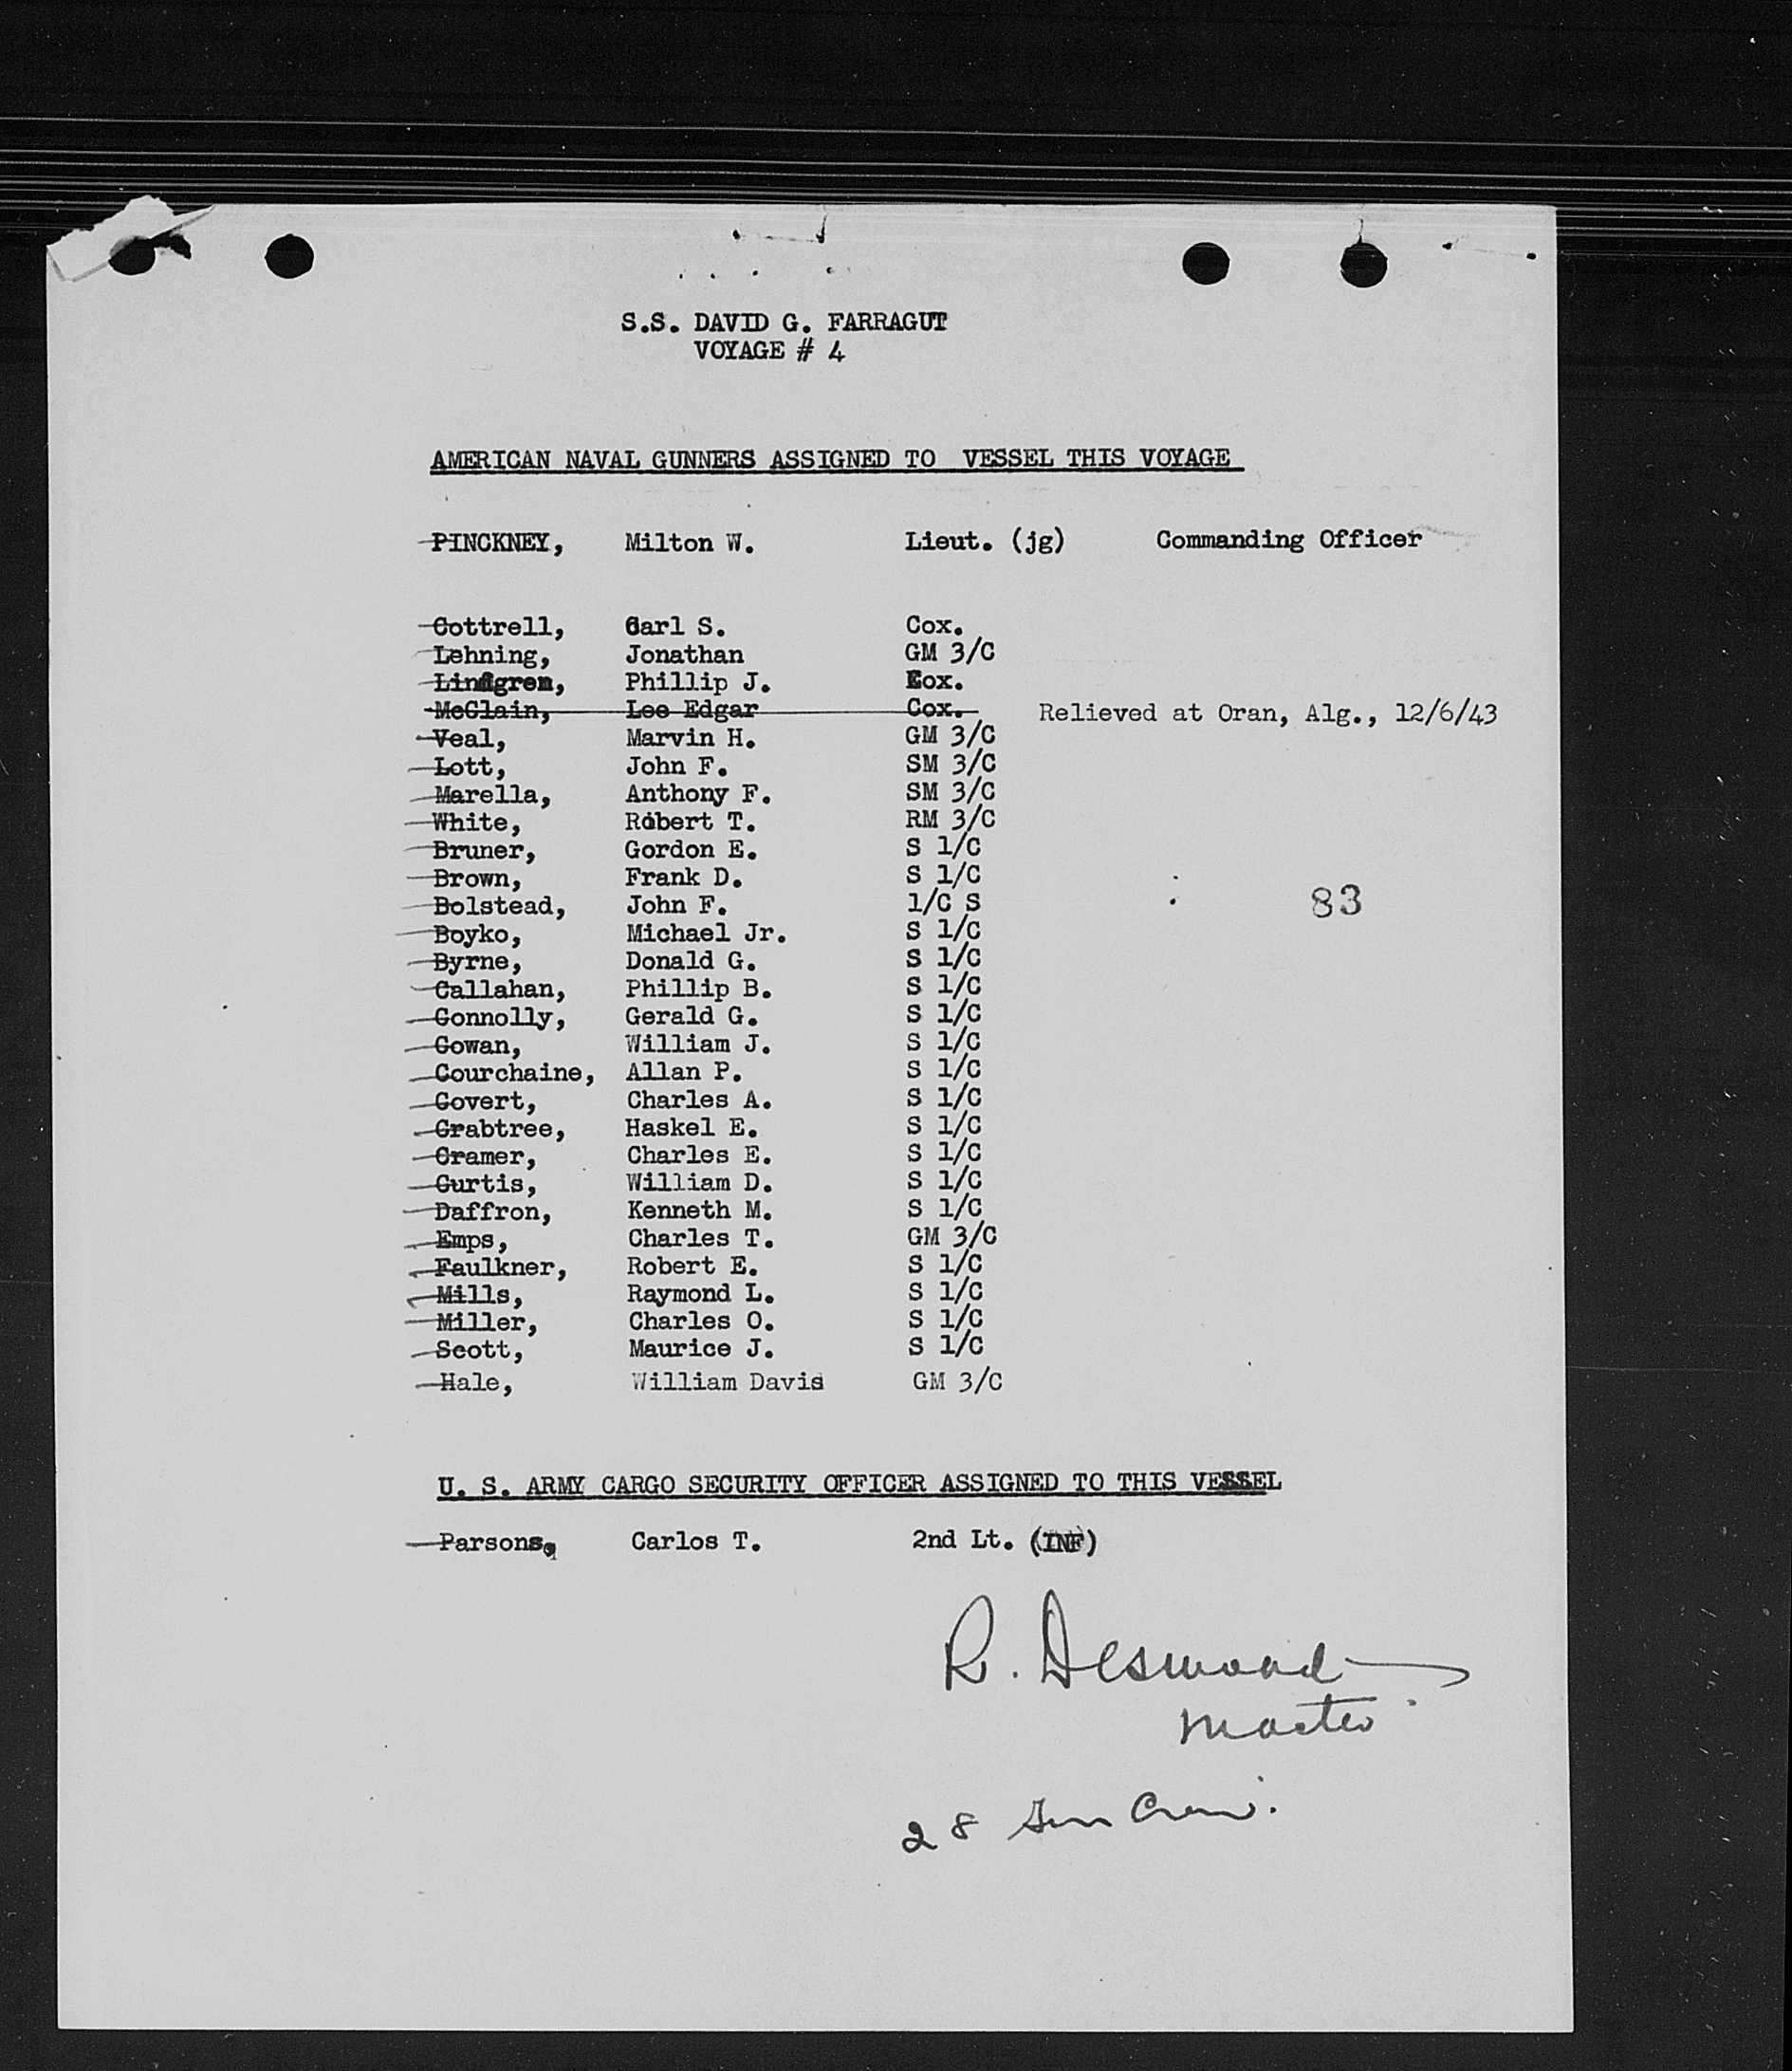 S.S. DAVID G. FARRAGUT
VOYAGE # 4
AMERICAN NAVAL GUNNERS ASSIGNED TO VESSEL THIS VOYAGE
PINCKNEY, Milton W. Lieut. (jg) Commanding Officer
Cottrell, Carl S. Cox.
Lehning, Jonathan GM 3/C
Lindgren, Phillip J. Cox.
McClain, Lee Edgar Cox. Relieved at Oran, Alg., 12/6/43
Veal, Marvin H. GM 3/C
Lott, John F. SM 3/C
Marella, Anthony F. SM 3/C
White, Robert T. RM 3/C
Bruner, Gordon E. S 1/C
Brown, Frank D. S 1/C
Bolstead, John F. 1/C S 83
Boyko, Michael Jr. S 1/C
Byrne, Donald G. S 1/C
Callahan, Phillip B. S 1/C
Connolly, Gerald G. S 1/C
Cowan, William J. S 1/C
Courchaine, Allan P. S 1/C
Covert, Charles A. S 1/C
Crabtree, Haskel E. S 1/C
Cramer, Charles E. S 1/C
Curtis, William D. S 1/C
Daffron, Kenneth M. S 1/C
Emps, Charles T. GM 3/C
Faulkner, Robert E. S 1/C
Mills, Raymond L. S 1/C
Miller, Charles O. S 1/C
Scott, Maurice J. S 1/C
Hale, William Davis GM 3/C
U. S. ARMY CARGO SECURITY OFFICER ASSIGNED TO THIS VESSEL
Parsons, Carlos T. 2nd Lt. (INF)
R. Desmond
Master
28 Gun Crew.